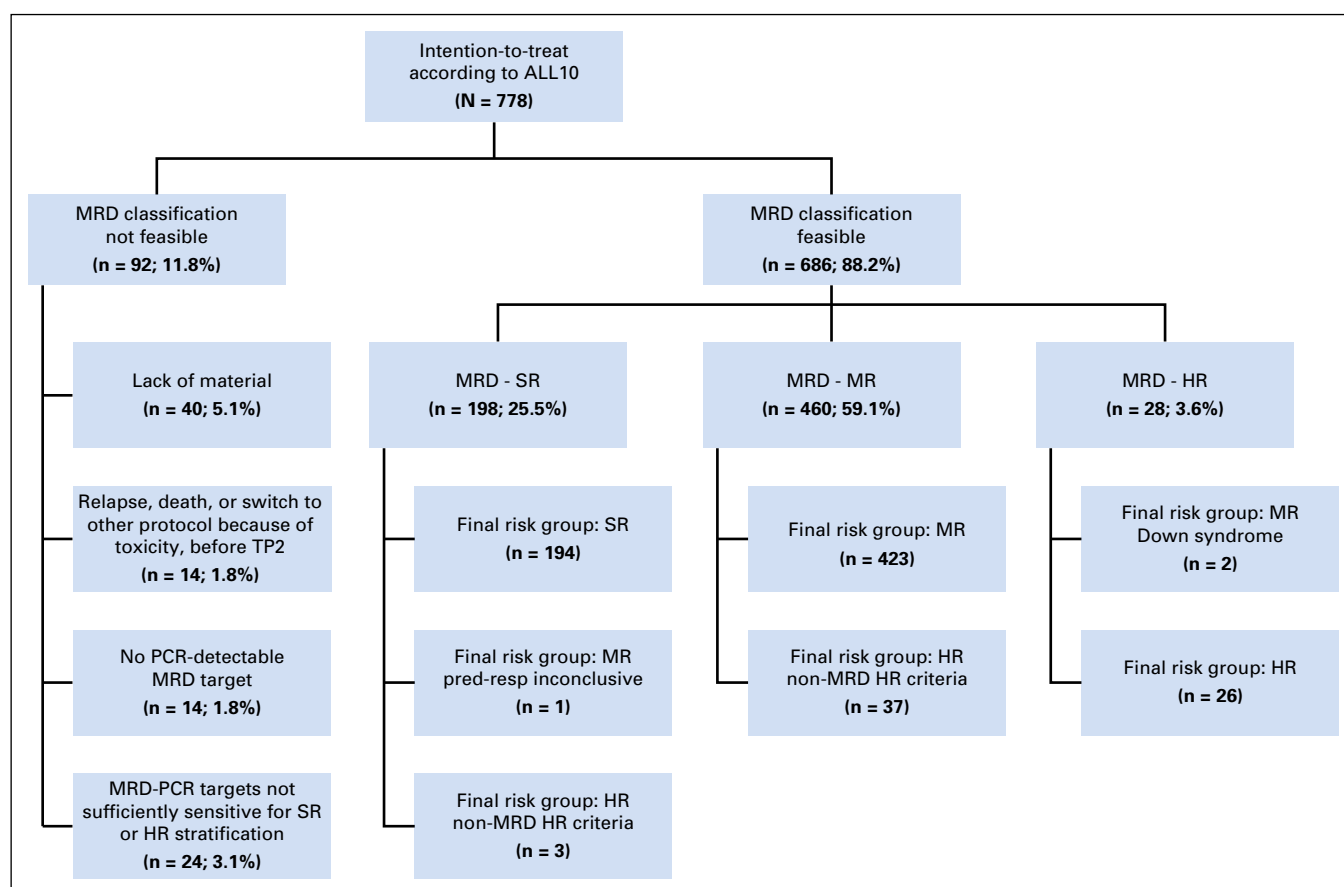 Intention-to-treat
according to ALL10
(N = 778)
MRD classification
not feasible
(n = 92; 11.8%)
MRD classification
feasible
(n = 686; 88.2%)
Lack of material
(n = 40; 5.1%)
MRD - SR
(n = 198; 25.5%)
MRD - MR
(n = 460; 59.1%)
MRD - HR
(n = 28; 3.6%)
Relapse, death, or switch to
other protocol because of
toxicity, before TP2
(n = 14; 1.8%)
Final risk group: SR
(n = 194)
Final risk group: MR
(n = 423)
Final risk group: MR
Down syndrome
(n = 2)
No PCR-detectable
MRD target
(n = 14; 1.8%)
Final risk group: MR
pred-resp inconclusive
(n = 1)
Final risk group: HR
non-MRD HR criteria
(n = 37)
Final risk group: HR
(n = 26)
MRD-PCR targets not
sufficiently sensitive for SR
or HR stratification
(n = 24; 3.1%)
Final risk group: HR
non-MRD HR criteria
(n = 3)